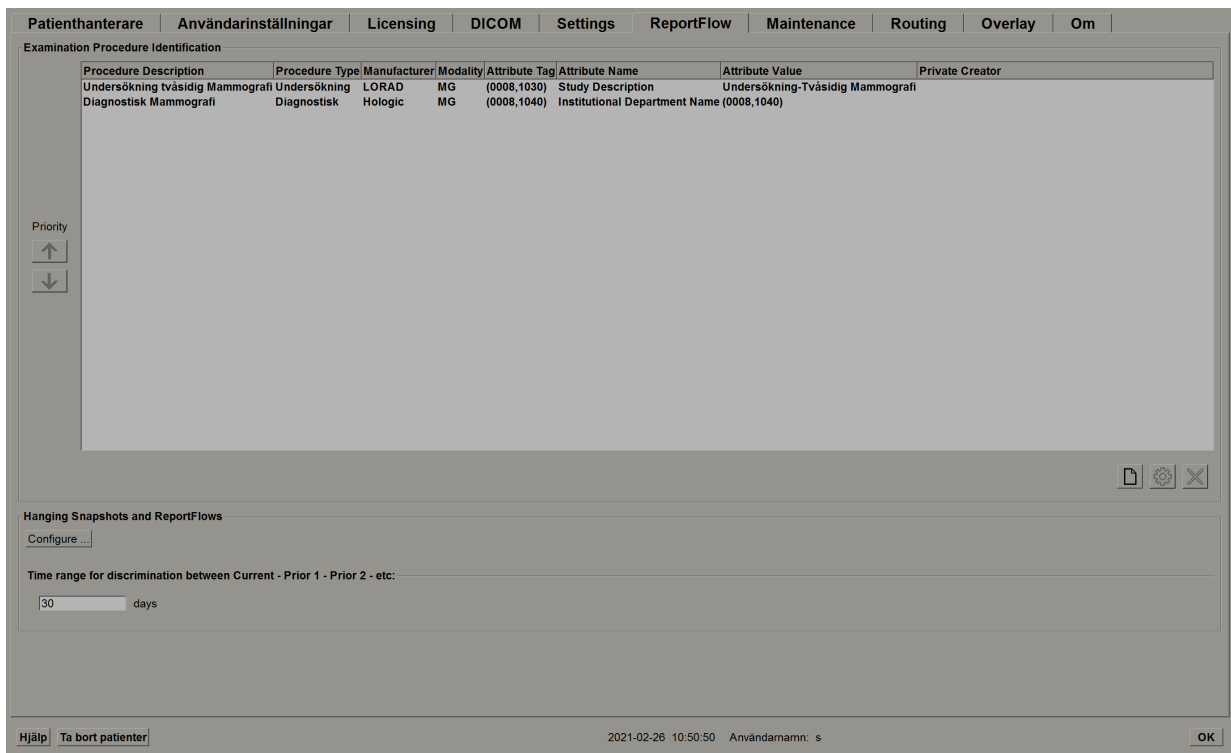 Patienthanterare Användarinställningar Licensing DICOM Settings ReportFlow Maintenance Routing Overlay Om
Examination Procedure Identification
Procedure Description Procedure Type Manufacturer Modality Attribute Tag Attribute Name Attribute Value Private Creator
Undersökning tvåsidig Mammografi Undersökning LORAD MG (0008,1030) Study Description Undersökning-Tvåsidig Mammografi
Diagnostisk Mammografi Diagnostisk Hologic MG (0008,1040) Institutional Department Name (0008,1040)
Priority
Hanging Snapshots and ReportFlows
Configure ...
Time range for discrimination between Current - Prior 1 - Prior 2 - etc:
30 days
Hjälp Ta bort patienter 2021-02-26 10:50:50 Användarnamn: s OK